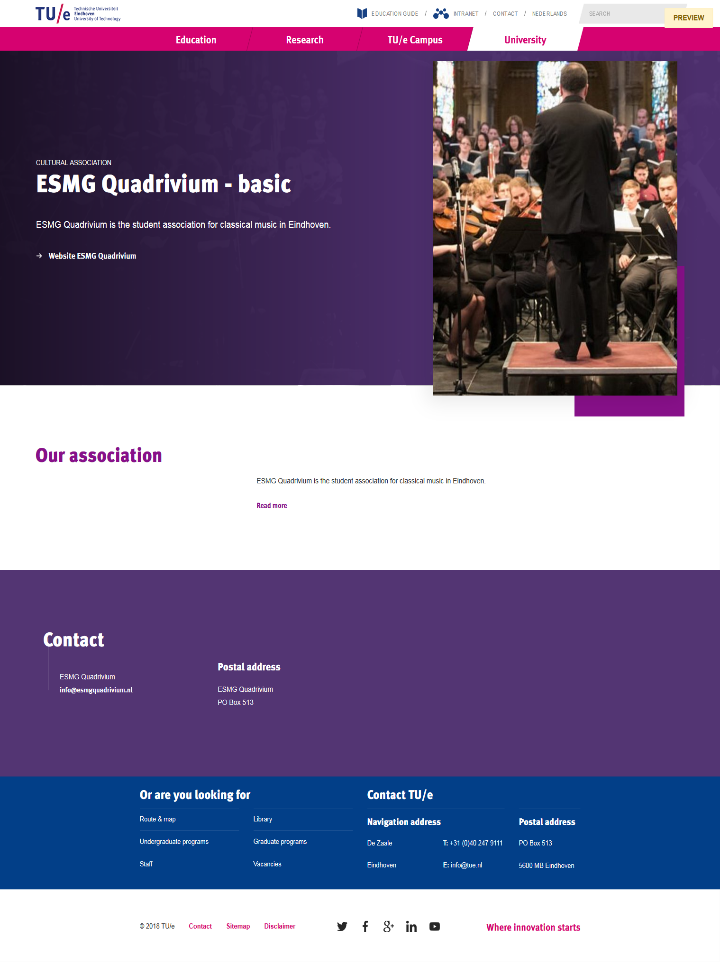 TU/e Technische Universiteit
Eindhoven
University of Technology
EDUCATION GUIDE / INTRANET / CONTACT / NEDERLANDS
SEARCH
PREVIEW
Education Research TU/e Campus University
CULTURAL ASSOCIATION
ESMG Quadrivium - basic
ESMG Quadrivium is the student association for classical music in Eindhoven.
→ Website ESMG Quadrivium
Our association
ESMG Quadrivium is the student association for classical music in Eindhoven.
Read more
Contact
ESMG Quadrivium
info@esmgquadrivium.nl
Postal address
ESMG Quadrivium
PO Box 513
Or are you looking for
Route & map Library
Undergraduate programs Graduate programs
Staff Vacancies
Contact TU/e
Navigation address Postal address
De Zaale T: +31 (0)40 247 9111 PO Box 513
Eindhoven E: info@tue.nl 5600 MB Eindhoven
© 2018 TU/e Contact Sitemap Disclaimer
Where innovation starts